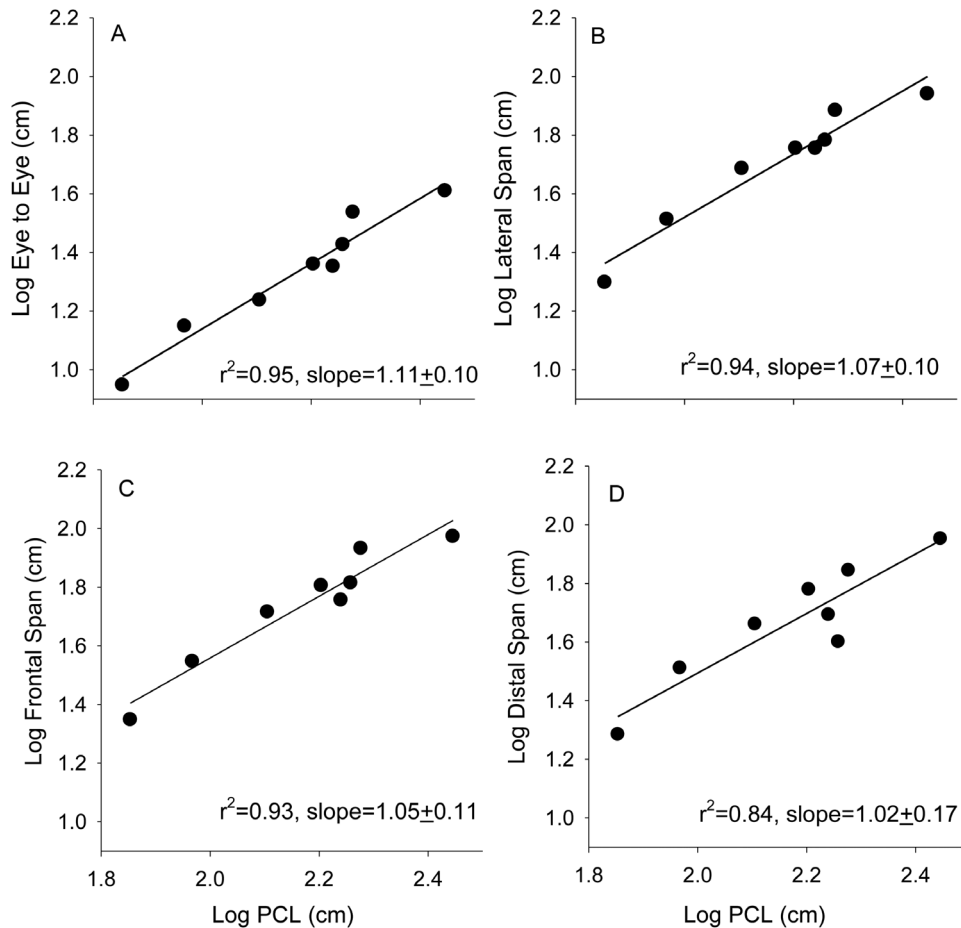 A
Log Eye to Eye (cm)
2.2
2.0
1.8
1.6
1.4
1.2
1.0
r²=0.95, slope=1.11±0.10
B
Log Lateral Span (cm)
2.2
2.0
1.8
1.6
1.4
1.2
1.0
r²=0.94, slope=1.07±0.10
C
Log Frontal Span (cm)
2.2
2.0
1.8
1.6
1.4
1.2
1.0
r²=0.93, slope=1.05±0.11
1.8 2.0 2.2 2.4
Log PCL (cm)
D
Log Distal Span (cm)
2.2
2.0
1.8
1.6
1.4
1.2
1.0
r²=0.84, slope=1.02±0.17
1.8 2.0 2.2 2.4
Log PCL (cm)